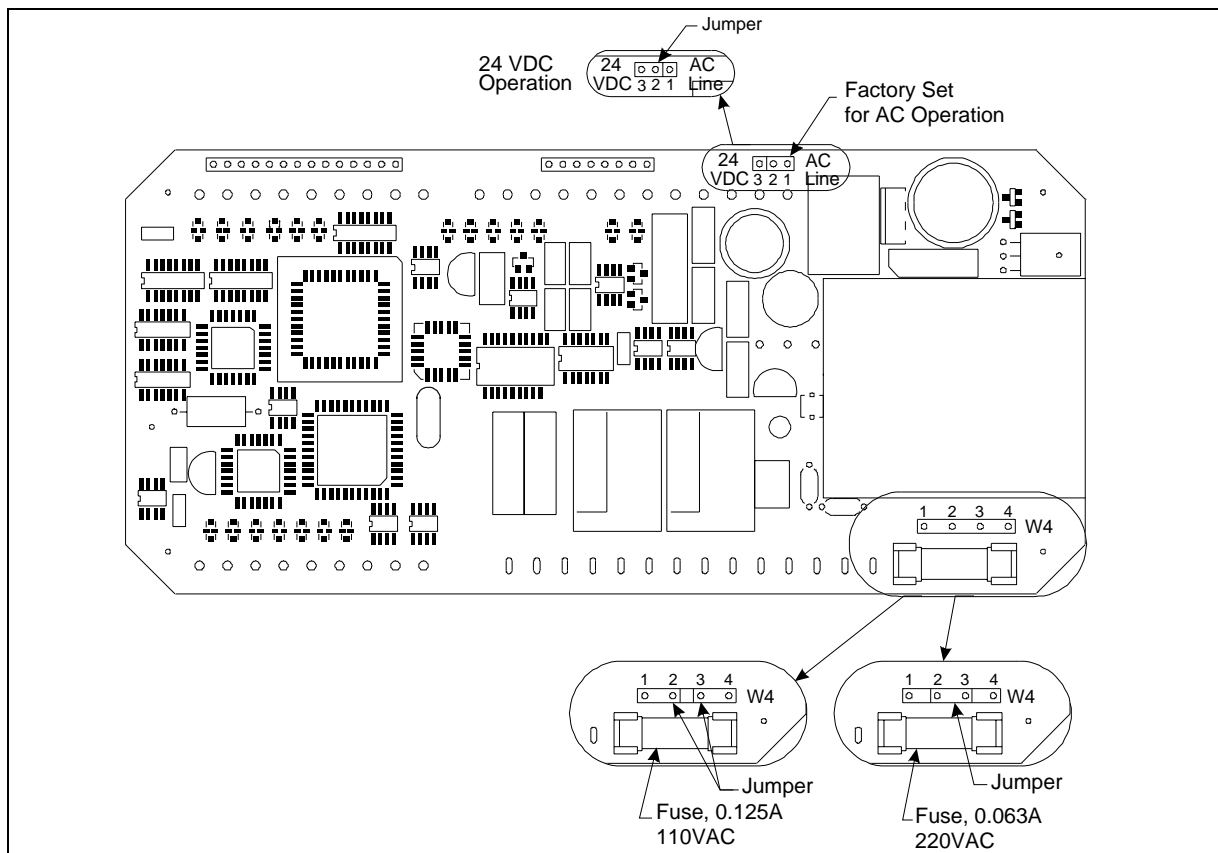 Jumper
24 VDC
Operation
24 AC
VDC 3 2 1 Line
Factory Set
for AC Operation
24 AC
VDC 3 2 1 Line
1 2 3 4
W4
1 2 3 4
W4
Jumper
Fuse, 0.125A
110VAC
1 2 3 4
W4
Jumper
Fuse, 0.063A
220VAC